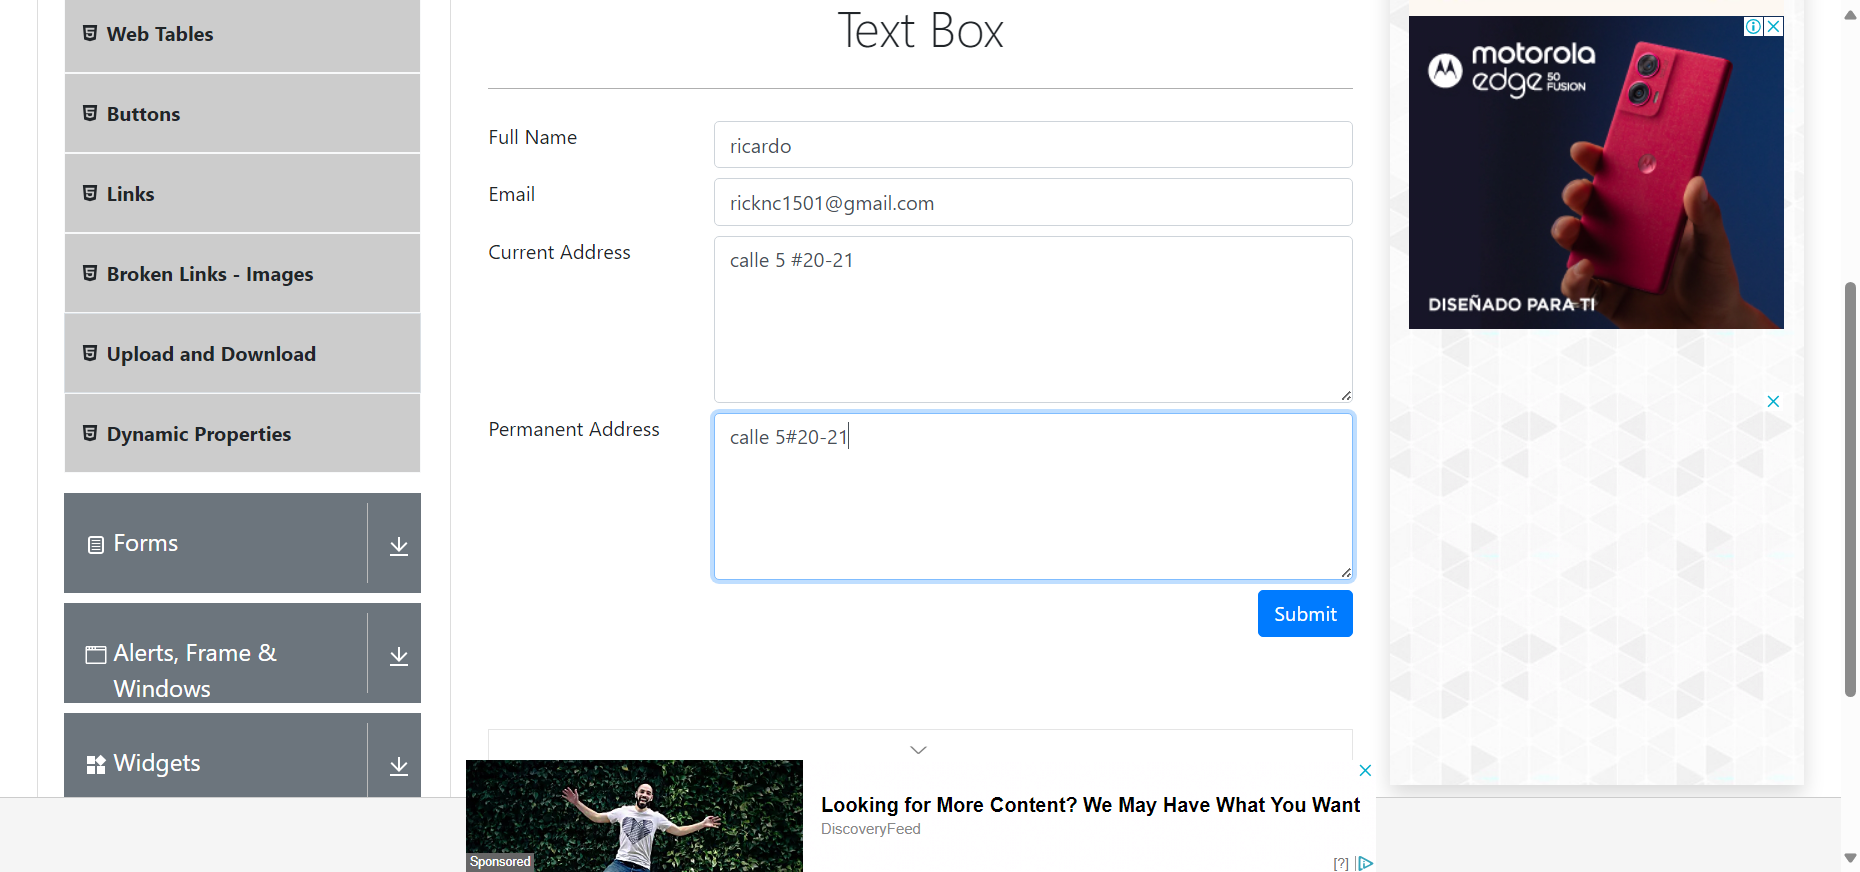 Web Tables
Buttons
Links
Broken Links - Images
Upload and Download
Dynamic Properties
Forms
Alerts, Frame &
Windows
Widgets
Text Box
Full Name
ricardo
Email
ricknc1501@gmail.com
Current Address
calle 5 #20-21
Permanent Address
calle 5#20-21
Submit
motorola
edge 50 FUSION
DISEÑADO PARA TI
Sponsored
Looking for More Content? We May Have What You Want
DiscoveryFeed
[?]